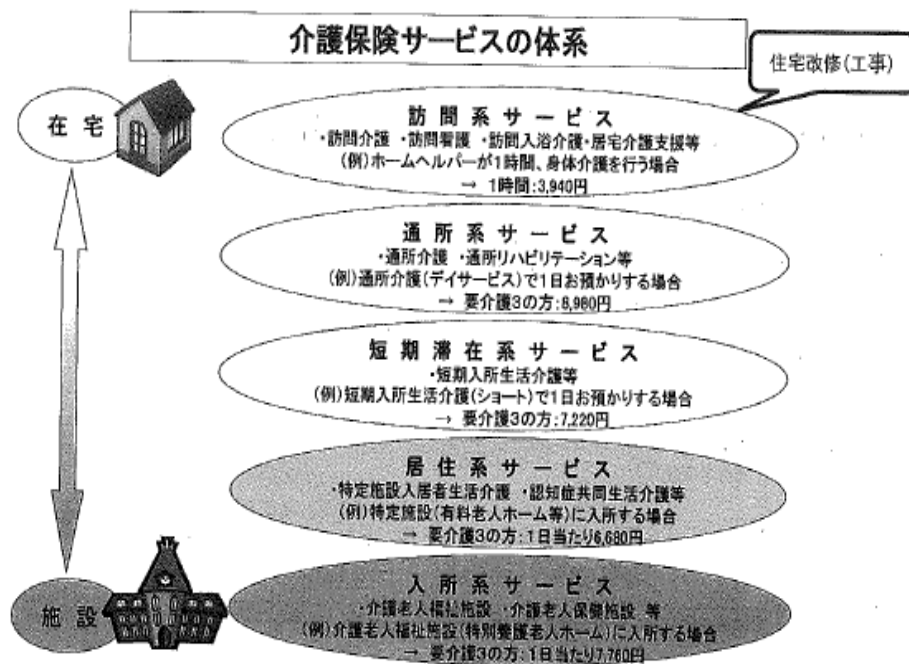 介護保険サービスの体系
住宅改修(工事)
在宅
訪問系サービス
・訪問介護 ・訪問看護 ・訪問入浴介護・居宅介護支援等
(例)ホームヘルパーが1時間、身体介護を行う場合
→ 1時間:3,940円
通所系サービス
・通所介護 ・通所リハビリテーション等
(例)通所介護(デイサービス)で1日お預かりする場合
→ 要介護3の方:8,980円
短期滞在系サービス
・短期入所生活介護等
(例)短期入所生活介護(ショート)で1日お預かりする場合
→ 要介護3の方:7,220円
居住系サービス
・特定施設入居者生活介護 ・認知症共同生活介護等
(例)特定施設(有料老人ホーム等)に入所する場合
→ 要介護3の方:1日当たり6,680円
施設
入所系サービス
・介護老人福祉施設 ・介護老人保健施設 等
(例)介護老人福祉施設(特別養護老人ホーム)に入所する場合
→ 要介護3の方:1日当たり7,760円